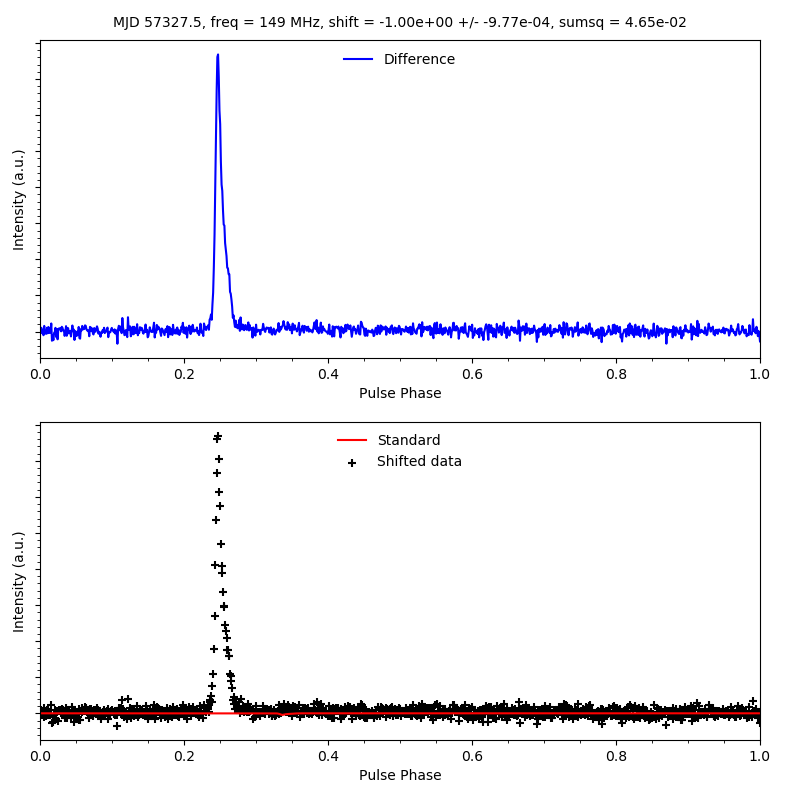 MJD 57327.5, freq = 149 MHz, shift = -1.00e+00 +/- -9.77e-04, sumsq = 4.65e-02
Difference
Intensity (a.u.)
0.0 0.2 0.4 0.6 0.8 1.0
Pulse Phase
Standard
Shifted data
Intensity (a.u.)
0.0 0.2 0.4 0.6 0.8 1.0
Pulse Phase